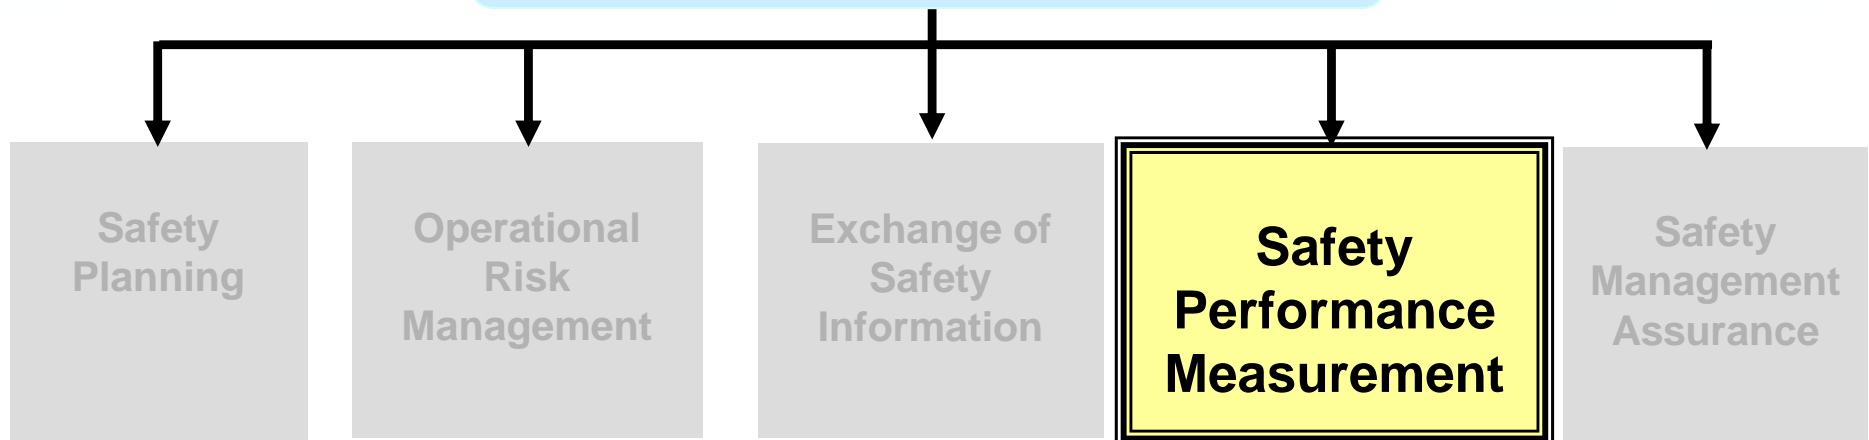 Safety
Planning
Operational
Risk
Management
Exchange of
Safety
Information
Safety
Performance
Measurement
Safety
Management
Assurance